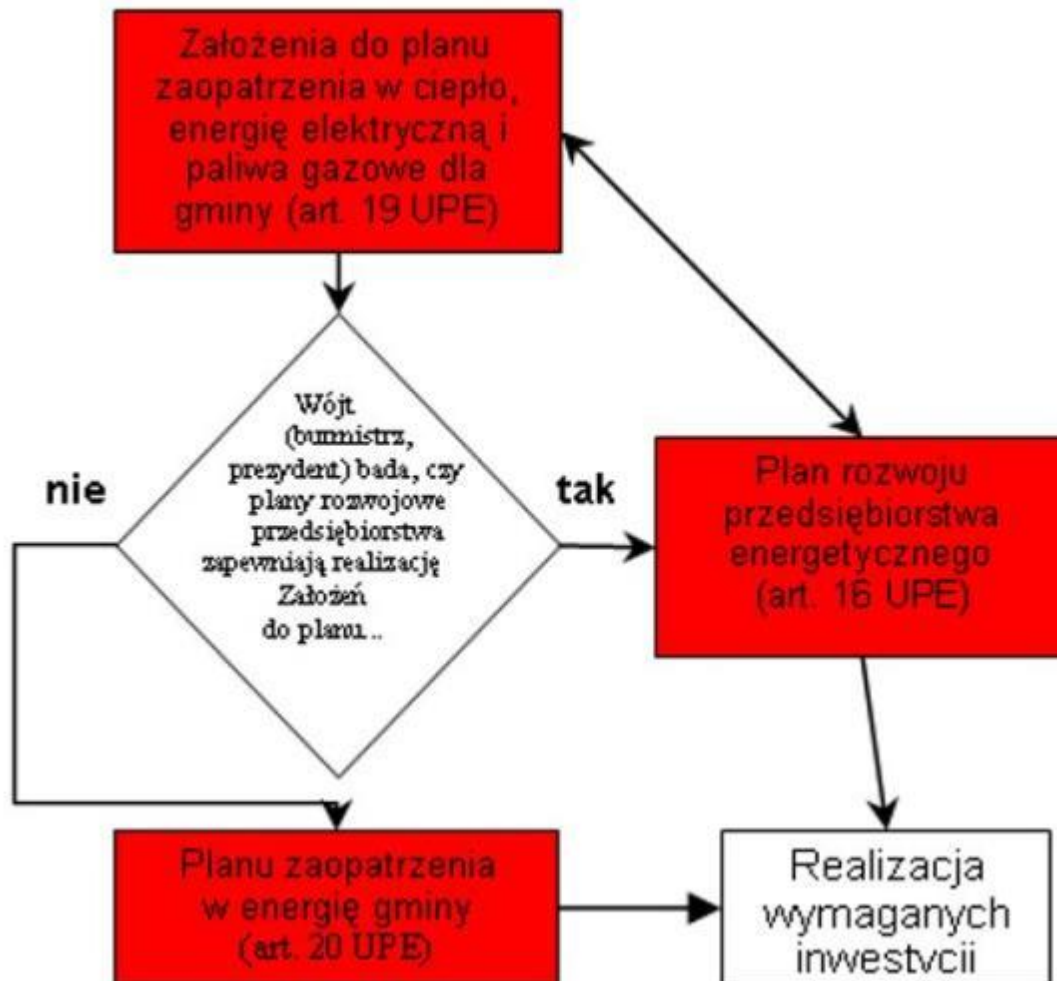 Założenia do planu
zaopatrzenia w ciepło,
energię elektryczną i
paliwa gazowe dla
gminy (art. 19 UPE)
Wójt
(burmistrz,
prezydent) bada, czy
plany rozwojowe
przedsiębiorstwa
zapewniają realizację
Założeń
do planu...
nie
tak
Plan rozwoju
przedsiębiorstwa
energetycznego
(art. 16 UPE)
Planu zaopatrzenia
w energię gminy
(art. 20 UPE)
Realizacja
wymaganych
inwestycji